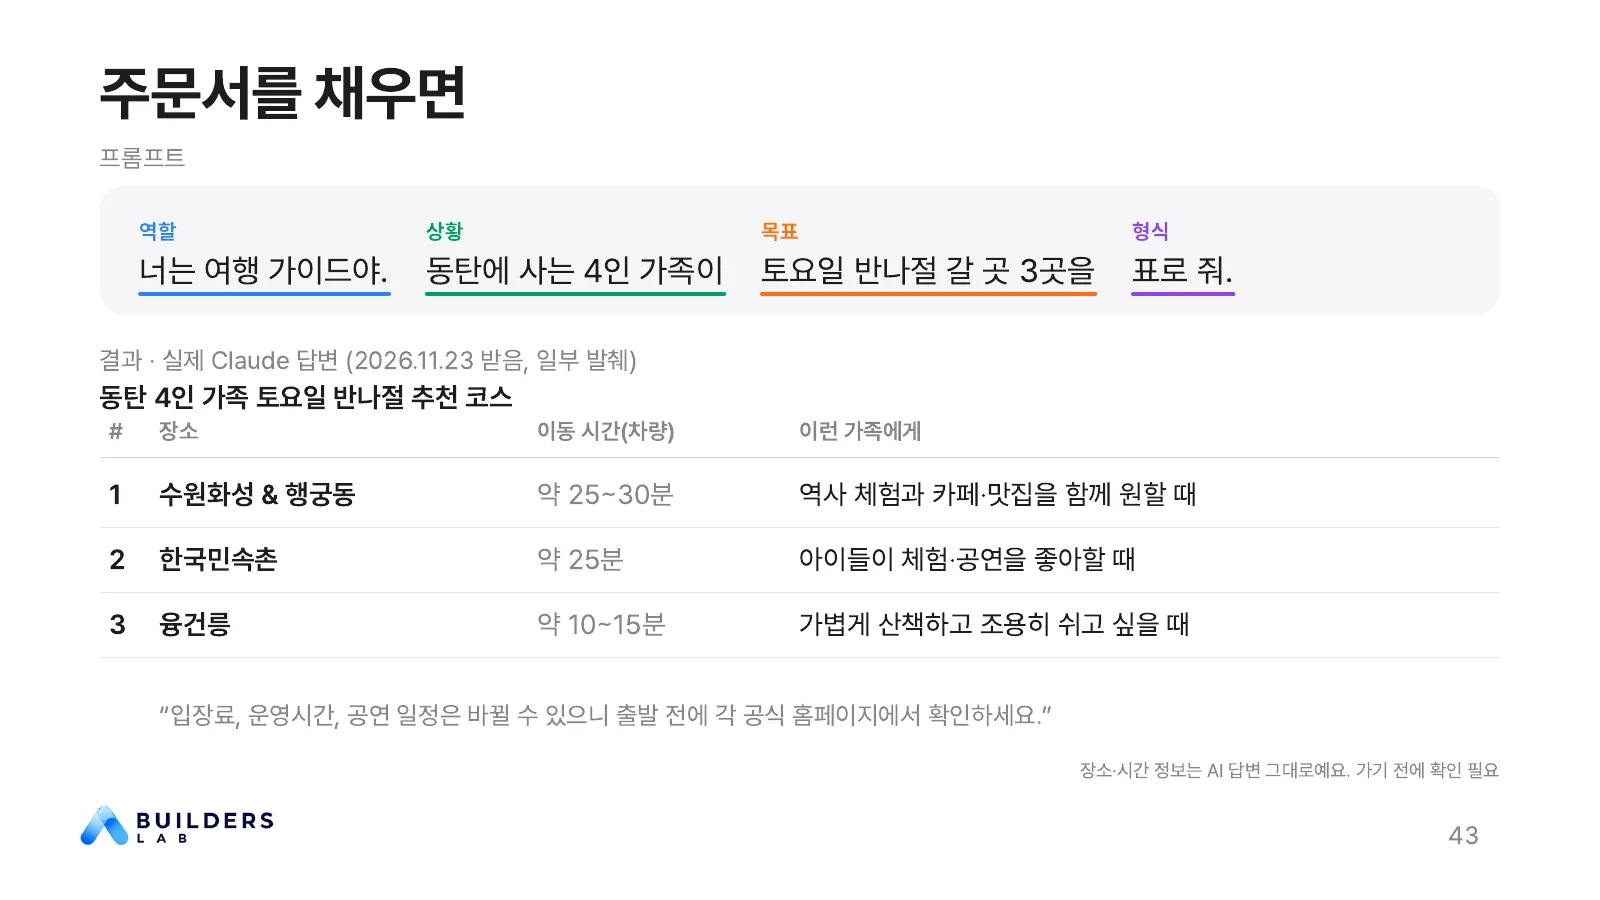 주문서를 채우면
프롬프트
역할 상황 목표 형식
너는 여행 가이드야. 동탄에 사는 4인 가족이 토요일 반나절 갈 곳 3곳을 표로 줘.
결과 · 실제 Claude 답변 (2026.11.23 받음, 일부 발췌)
동탄 4인 가족 토요일 반나절 추천 코스
# 장소 이동 시간(차량) 이런 가족에게
1 수원화성 & 행궁동 약 25~30분 역사 체험과 카페·맛집을 함께 원할 때
2 한국민속촌 약 25분 아이들이 체험·공연을 좋아할 때
3 융건릉 약 10~15분 가볍게 산책하고 조용히 쉬고 싶을 때
“입장료, 운영시간, 공연 일정은 바뀔 수 있으니 출발 전에 각 공식 홈페이지에서 확인하세요.”
장소·시간 정보는 AI 답변 그대로예요. 가기 전에 확인 필요
BUILDERS
LAB
43